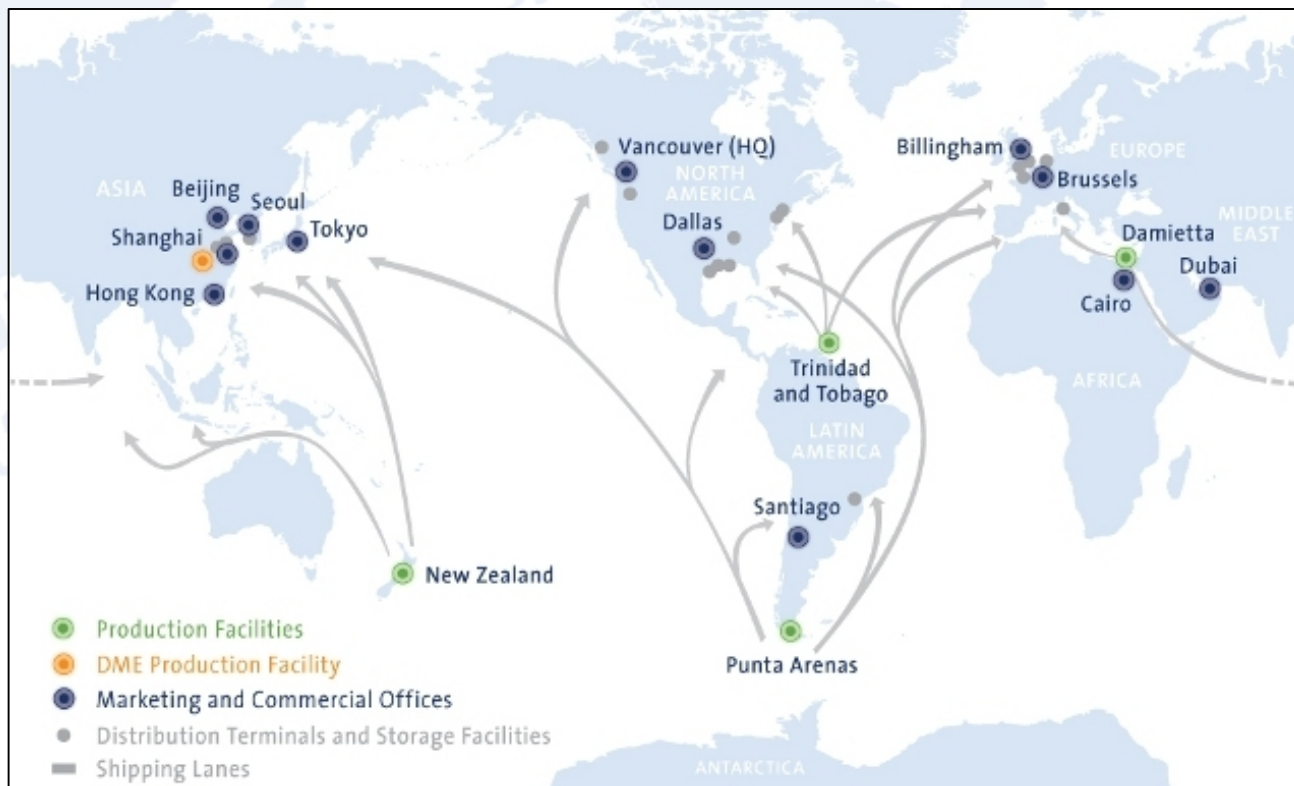 Vancouver (HQ)
NORTH
AMERICA
Billingham
EUROPE
Brussels
ASIA
Beijing
Seoul
Tokyo
Shanghai
Hong Kong
Dallas
MIDDLE
EAST
Damietta
Dubai
Cairo
Trinidad
and Tobago
AFRICA
LATIN
AMERICA
Santiago
New Zealand
Punta Arenas
Production Facilities
DME Production Facility
Marketing and Commercial Offices
Distribution Terminals and Storage Facilities
Shipping Lanes
ANTARCTICA